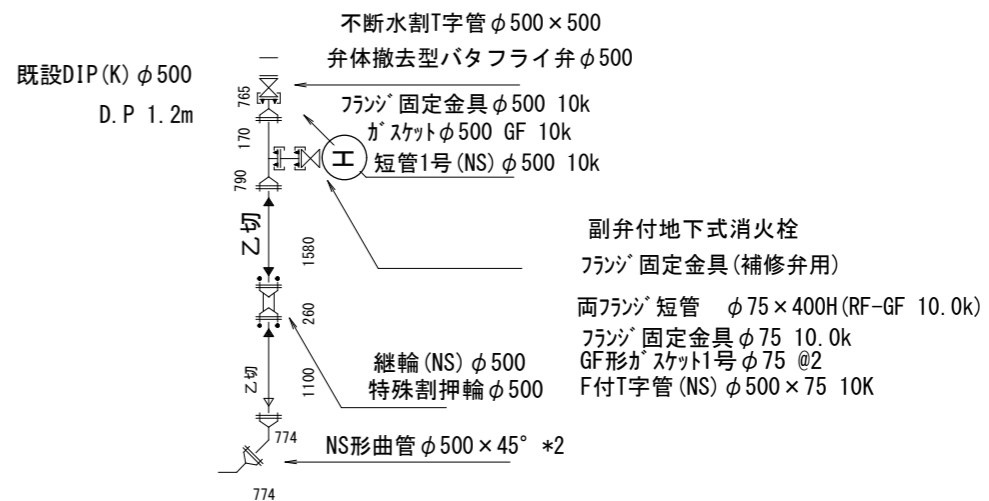 不断水割T字管φ500×500
弁体撤去型バタフライ弁φ500
既設DIP(K)φ500
D.P 1.2m
フランジ固定金具φ500 10k
ガスケットφ500 GF 10k
短管1号(NS)φ500 10k
765
170
H
790
乙切
1580
副弁付地下式消火栓
フランジ固定金具(補修弁用)
両フランジ短管 φ75×400H(RF-GF 10.0k)
フランジ固定金具φ75 10.0k
GF形ガスケット1号φ75 @2
F付T字管(NS)φ500×75 10K
260
継輪(NS)φ500
特殊割押輪φ500
乙切
1100
774
NS形曲管φ500×45° *2
774